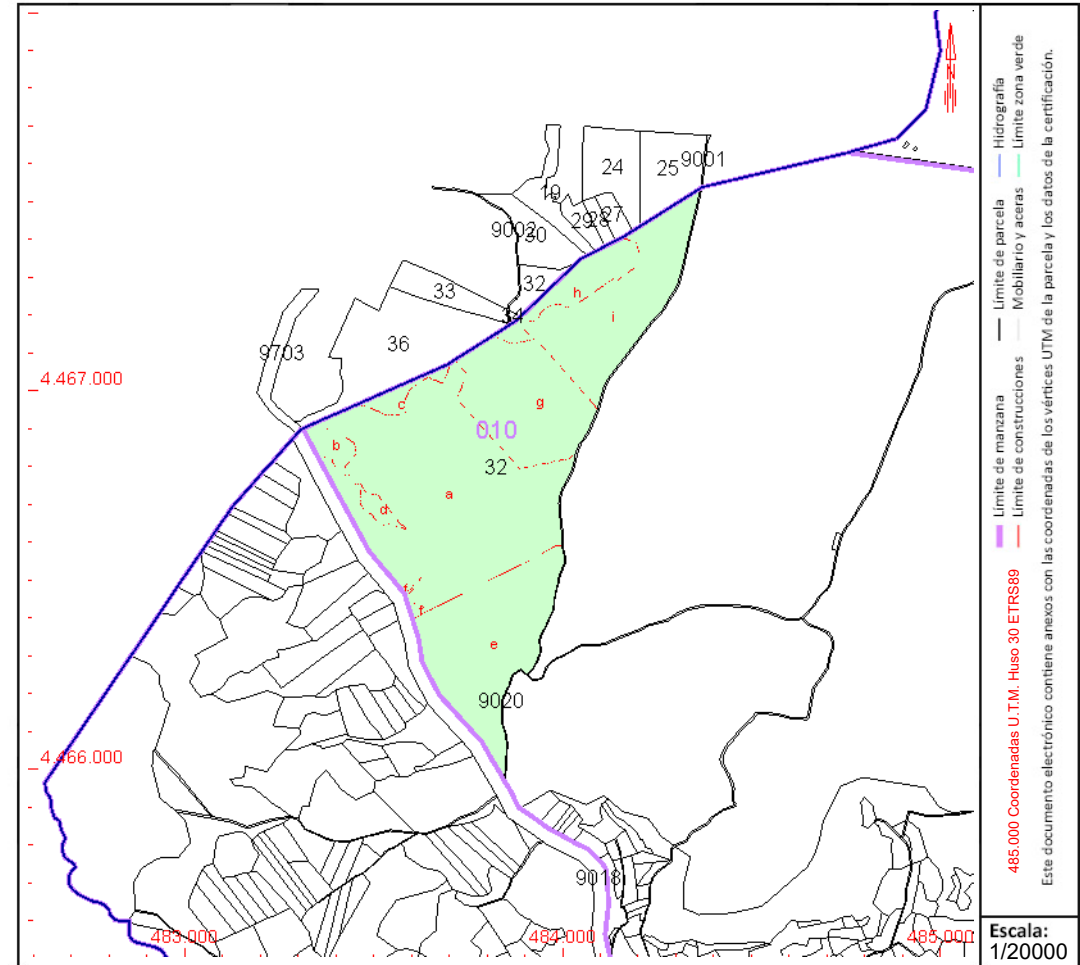 N
24
25
9001
19
29
28
27
9002
30
32
33
34
h
i
36
9703
4.467.000
c
g
010
b
32
a
d
f
f
e
9020
4.466.000
9018
483.000
484.000
485.000
Hidrografía
Límite zona verde
Límite de parcela
Mobiliario y aceras
Límite de manzana
Límite de construcciones
485.000 Coordenadas U.T.M. Huso 30 ETRS89
Este documento electrónico contiene anexos con las coordenadas de los vértices UTM de la parcela y los datos de la certificación.
Escala:
1/20000